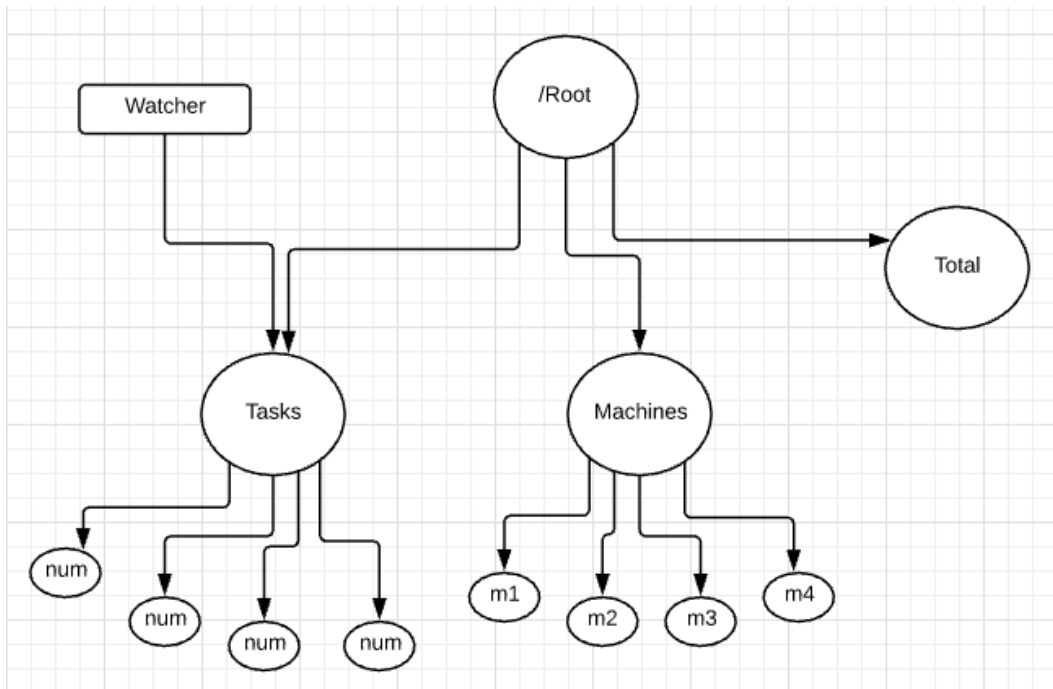 /Root
Watcher
Total
Tasks
Machines
num
num
num
num
m1
m2
m3
m4